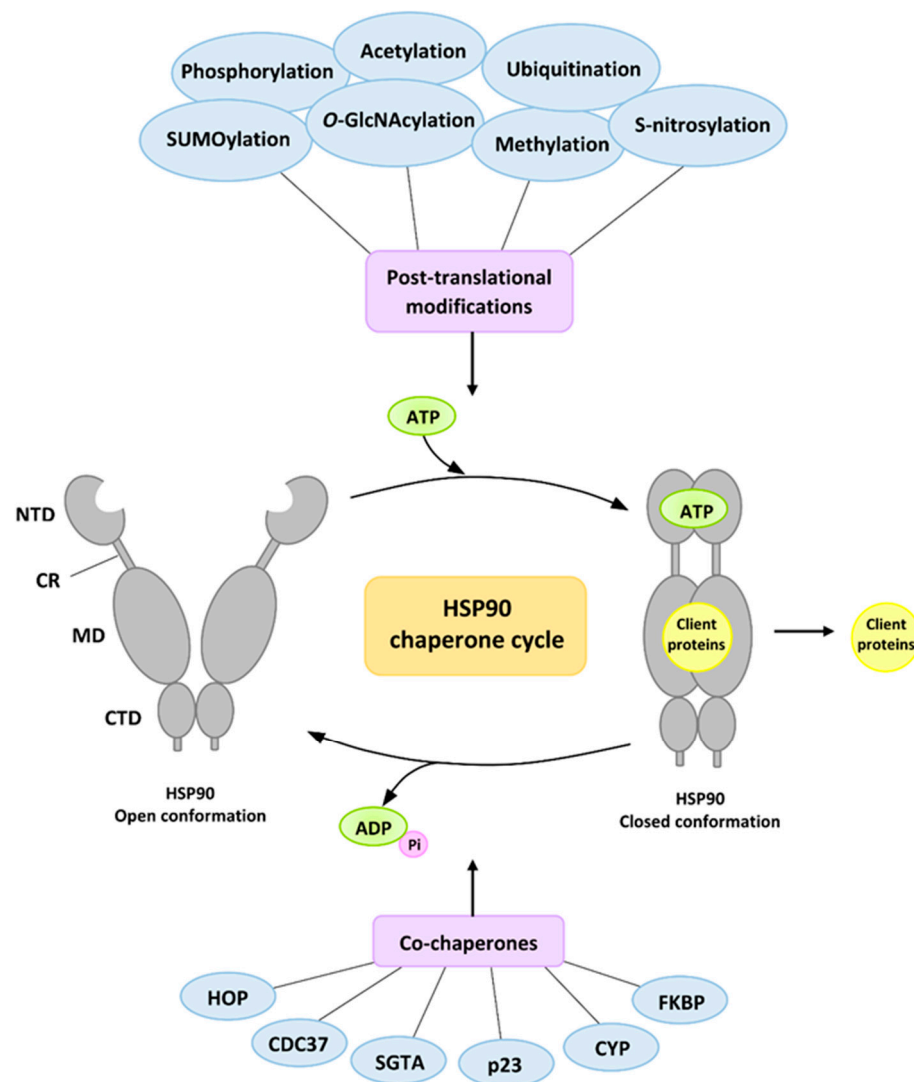 Acetylation
Phosphorylation
Ubiquitination
O-GlcNAcylation
S-nitrosylation
SUMOylation
Methylation
Post-translational
modifications
ATP
NTD
ATP
CR
HSP90
chaperone cycle
MD
Client
proteins
Client
proteins
CTD
HSP90
Open conformation
HSP90
Closed conformation
ADP
Pi
Co-chaperones
HOP
FKBP
CDC37
CYP
SGTA
p23